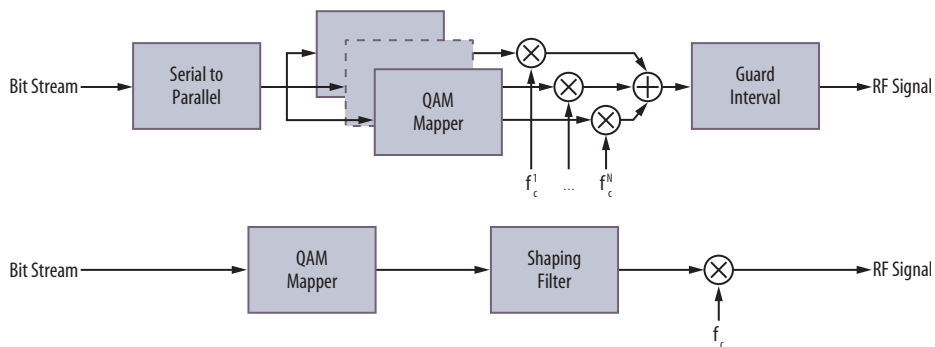 Bit Stream
Serial to
Parallel
QAM
Mapper
Guard
Interval
RF Signal
f_c^1
...
f_c^N
Bit Stream
QAM
Mapper
Shaping
Filter
RF Signal
f_c